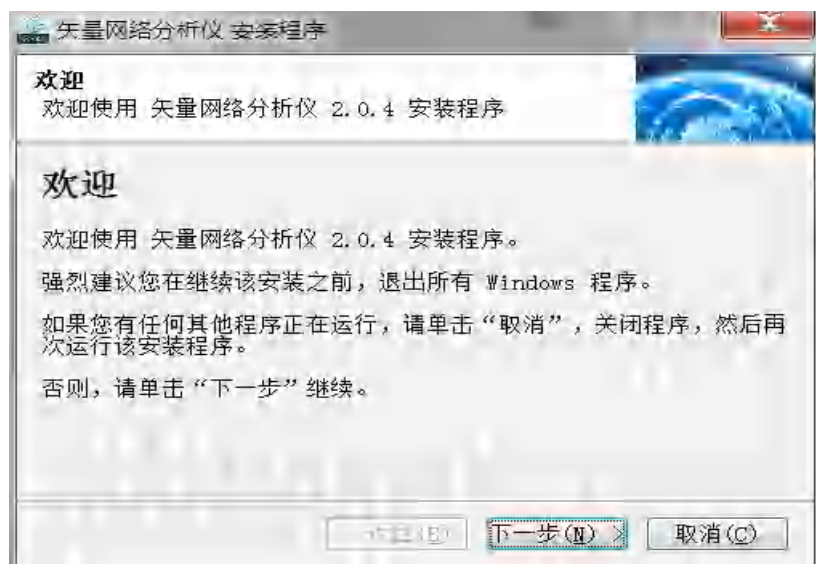 矢量网络分析仪 安装程序
欢迎
欢迎使用 矢量网络分析仪 2.0.4 安装程序
欢迎
欢迎使用 矢量网络分析仪 2.0.4 安装程序。
强烈建议您在继续该安装之前，退出所有 Windows 程序。
如果您有任何其他程序正在运行，请单击“取消”，关闭程序，然后再
次运行该安装程序。
否则，请单击“下一步”继续。
下一步(N) > 取消(C)